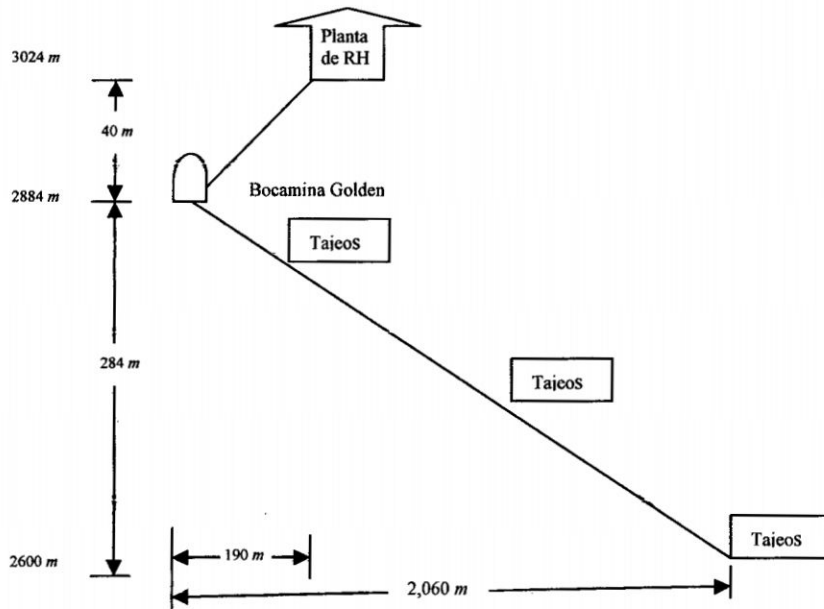 Planta
de RH
3024 m
40 m
2884 m
Bocamina Golden
Tajeos
284 m
Tajeos
Tajeos
2600 m
190 m
2,060 m